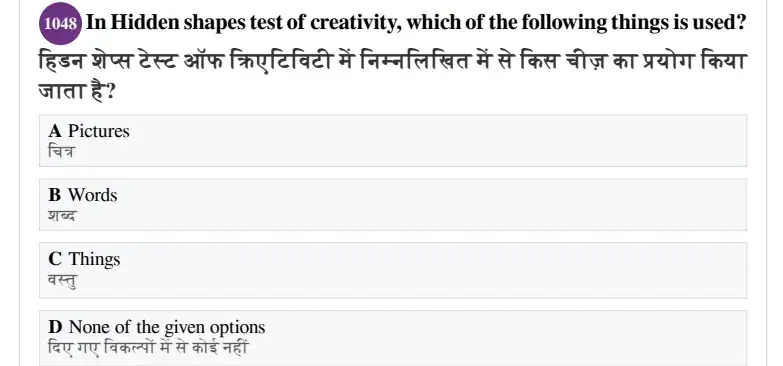 1048 In Hidden shapes test of creativity, which of the following things is used?
हिडन शेप्स टेस्ट ऑफ क्रिएटिविटी में निम्नलिखित में से किस चीज़ का प्रयोग किया
जाता है?
A Pictures
चित्र
B Words
शब्द
C Things
वस्तु
D None of the given options
दिए गए विकल्पों में से कोई नहीं